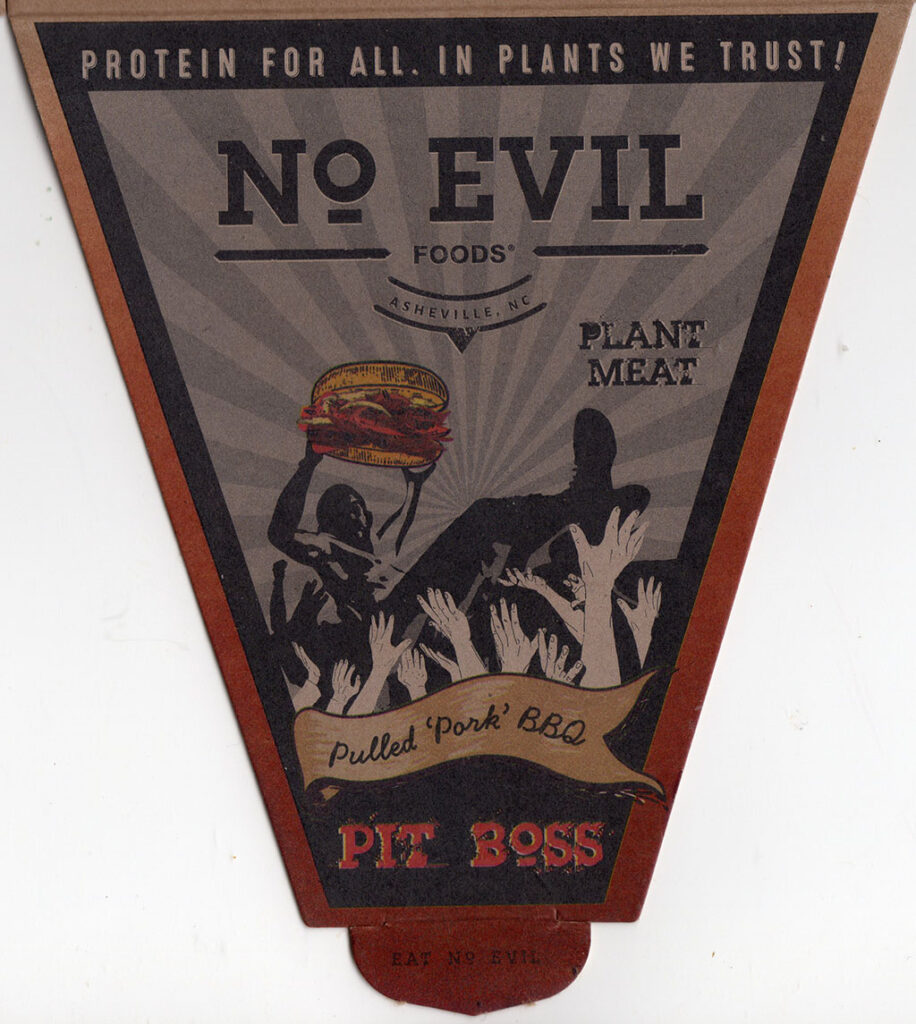 PROTEIN FOR ALL. IN PLANTS WE TRUST!
No EVIL
FOODS®
ASHEVILLE, NC
PLANT
MEAT
Pulled 'Pork' BBQ
PIT BoSS
EAT No EVIL